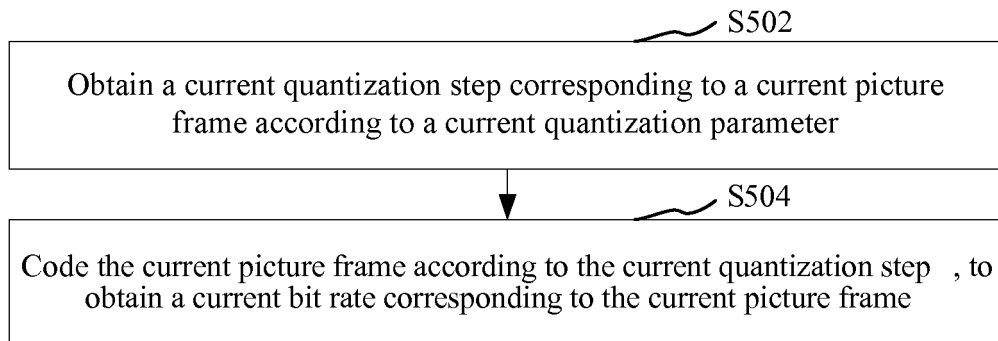 S502
Obtain a current quantization step corresponding to a current picture
frame according to a current quantization parameter
S504
Code the current picture frame according to the current quantization step , to
obtain a current bit rate corresponding to the current picture frame